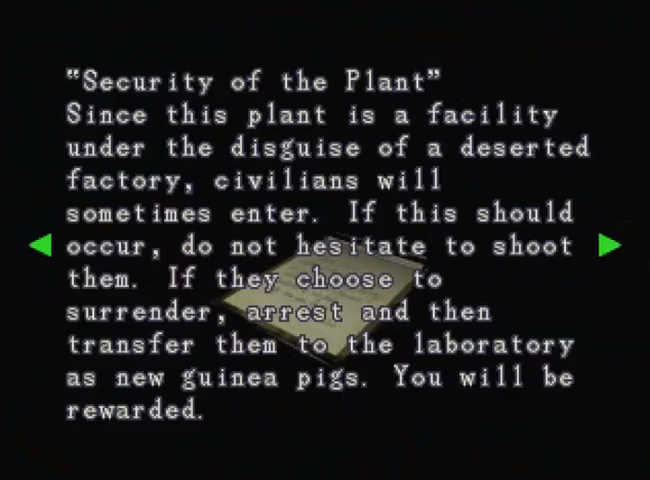 "Security of the Plant"
Since this plant is a facility
under the disguise of a deserted
factory, civilians will
sometimes enter. If this should
occur, do not hesitate to shoot
them. If they choose to
surrender, arrest and then
transfer them to the laboratory
as new guinea pigs. You will be
rewarded.